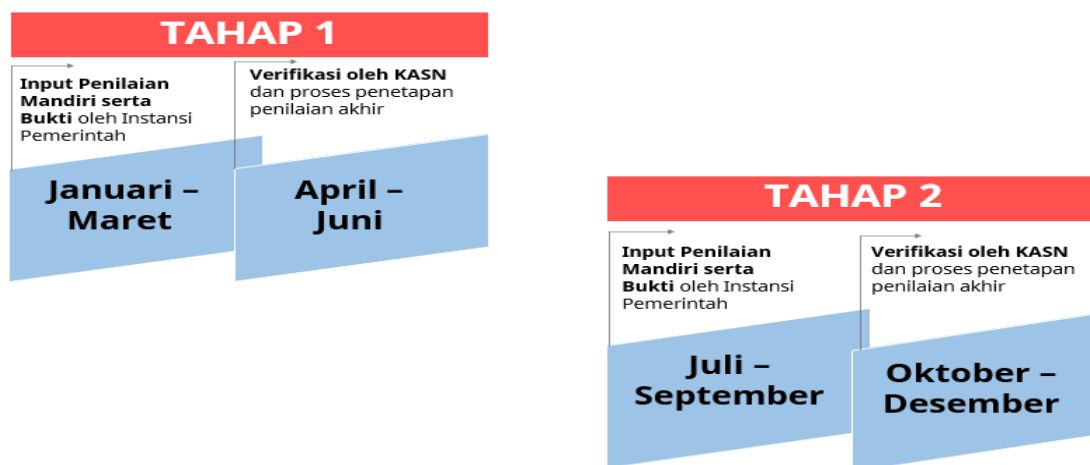 TAHAP 1
Input Penilaian
Mandiri serta
Bukti oleh Instansi
Pemerintah
Verifikasi oleh KASN
dan proses penetapan
penilaian akhir
Januari –
Maret
April –
Juni
TAHAP 2
Input Penilaian
Mandiri serta
Bukti oleh Instansi
Pemerintah
Verifikasi oleh KASN
dan proses penetapan
penilaian akhir
Juli –
September
Oktober –
Desember